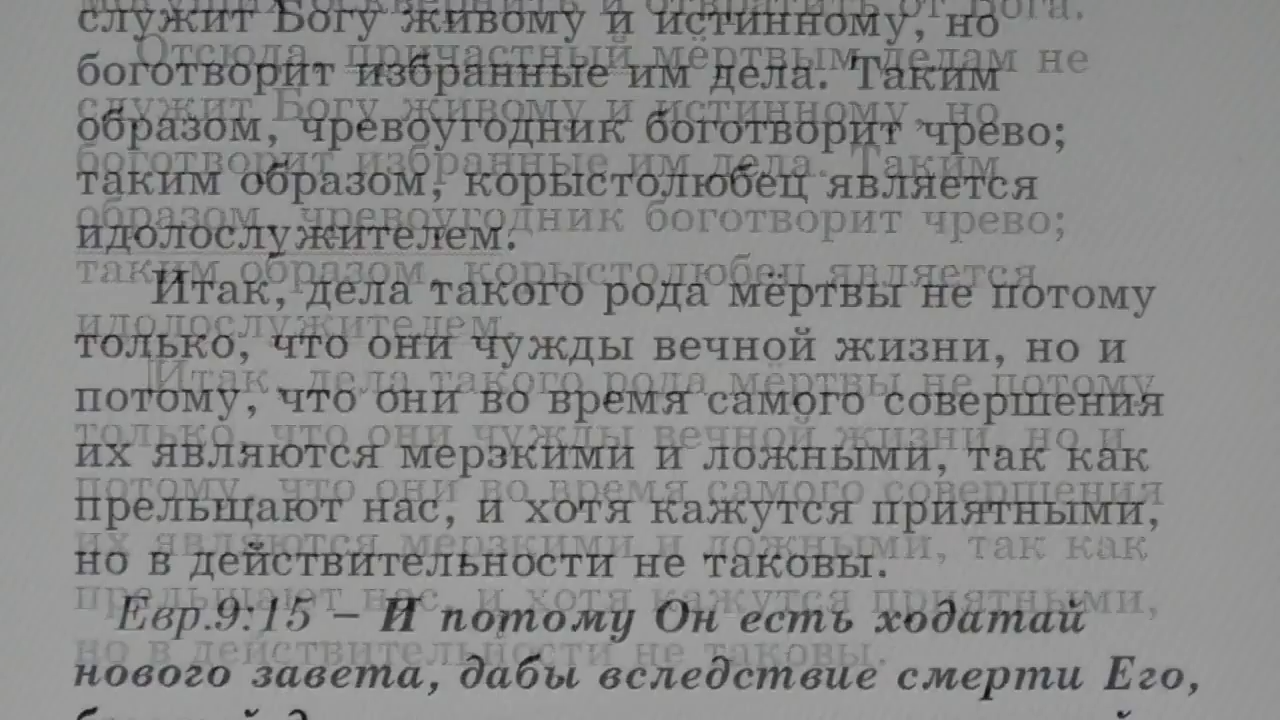 служит Богу живому и истинному, но
боготворит избранные им дела. Таким
образом, чревоугодник боготворит чрево;
таким образом, корыстолюбец является
идолослужителем.
Итак, дела такого рода мёртвы не потому
только, что они чужды вечной жизни, но и
потому, что они во время самого совершения
их являются мерзкими и ложными, так как
прельщают нас, и хотя кажутся приятными,
но в действительности не таковы.
Евр.9:15 – И потому Он есть ходатай
нового завета, дабы вследствие смерти Его,